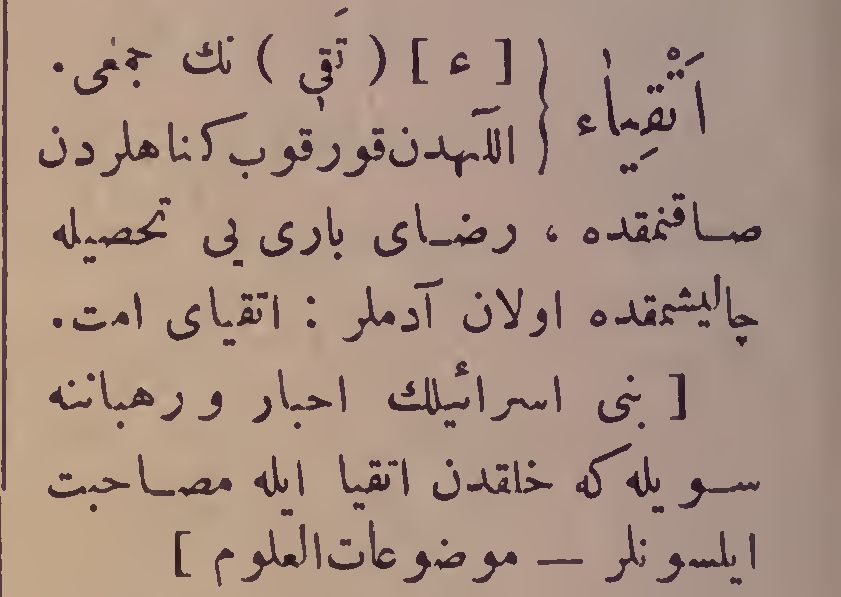 اَتْقِيَاء { [ ء ] ( تَقِی ) نك جمعی .
اللّٰهدن قورقوب كناهلردن
صاقنمقده ، رضای باری یی تحصیله
چالیشمقده اولان آدملر : اتقیای امت .
[ بنی اسرائیلك احبار و رهباننه
سویله كه خلقدن اتقیا ایله مصاحبت
ایلسونلر — موضوعات العلوم ]